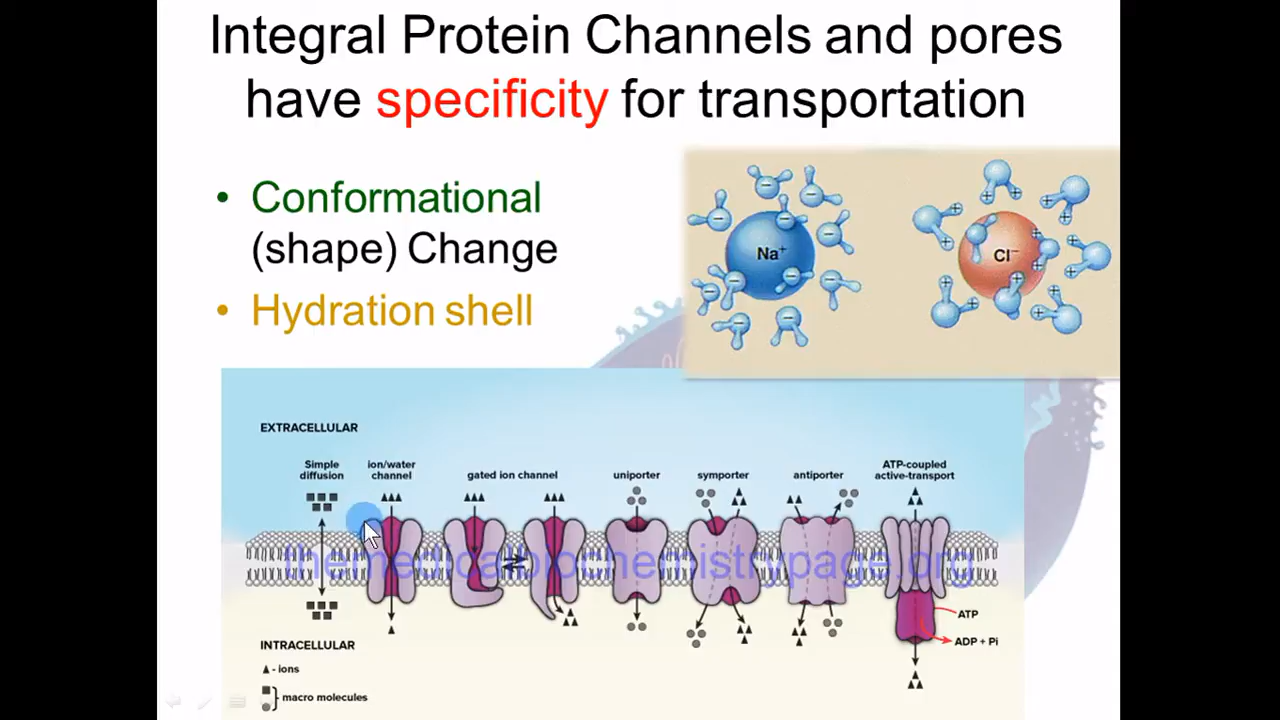 Integral Protein Channels and pores
have specificity for transportation
• Conformational
(shape) Change
• Hydration shell
Na⁺
Cl⁻
EXTRACELLULAR
Simple
diffusion
ion/water
channel
gated ion channel
uniporter
symporter
antiporter
ATP-coupled
active-transport
themedicalbiochemistrypage.org
ATP
ADP + Pi
INTRACELLULAR
▲ - ions
macro molecules